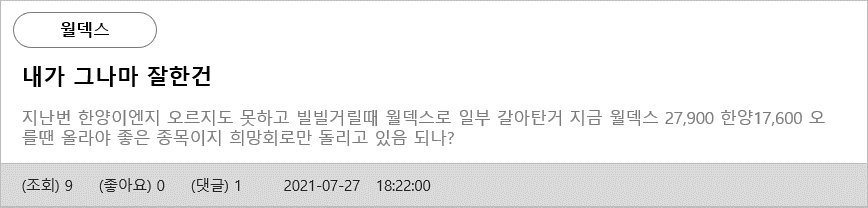 월덱스
내가 그나마 잘한건
지난번 한양이엔지 오르지도 못하고 빌빌거릴때 월덱스로 일부 갈아탄거 지금 월덱스 27,900 한양17,600 오
를땐 올라야 좋은 종목이지 희망회로만 돌리고 있음 되나?
(조회) 9 (좋아요) 0 (댓글) 1 2021-07-27 18:22:00